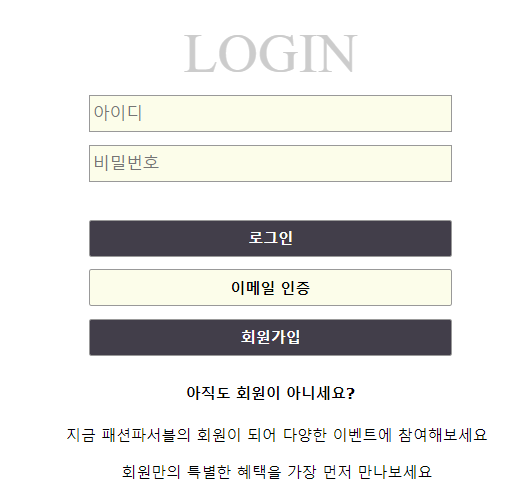 LOGIN
아이디
비밀번호
로그인
이메일 인증
회원가입
아직도 회원이 아니세요?
지금 패션파서블의 회원이 되어 다양한 이벤트에 참여해보세요
회원만의 특별한 혜택을 가장 먼저 만나보세요